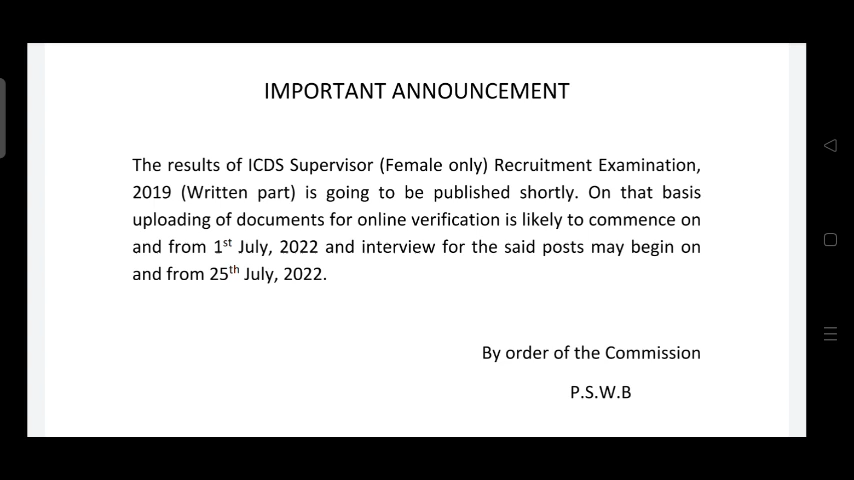 IMPORTANT ANNOUNCEMENT
The results of ICDS Supervisor (Female only) Recruitment Examination,
2019 (Written part) is going to be published shortly. On that basis
uploading of documents for online verification is likely to commence on
and from 1st July, 2022 and interview for the said posts may begin on
and from 25th July, 2022.
By order of the Commission
P.S.W.B